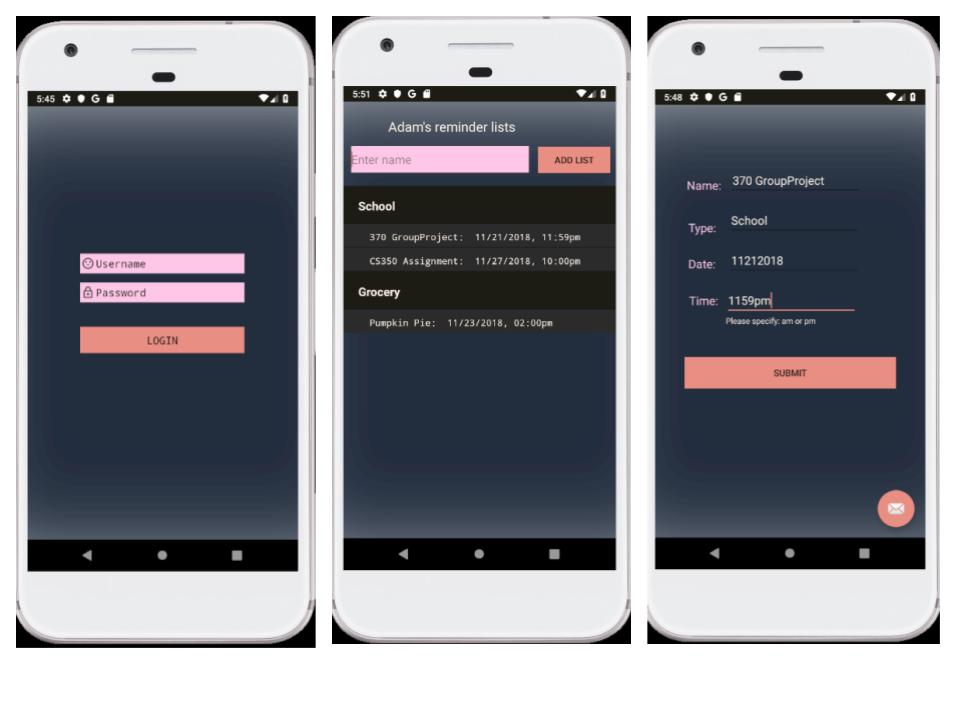 5:45 G
Username
Password
LOGIN
5:51 G
Adam's reminder lists
Enter name
ADD LIST
School
370 GroupProject: 11/21/2018, 11:59pm
CS350 Assignment: 11/27/2018, 10:00pm
Grocery
Pumpkin Pie: 11/23/2018, 02:00pm
5:48 G
Name: 370 GroupProject
Type: School
Date: 11212018
Time: 1159pm
Please specify: am or pm
SUBMIT